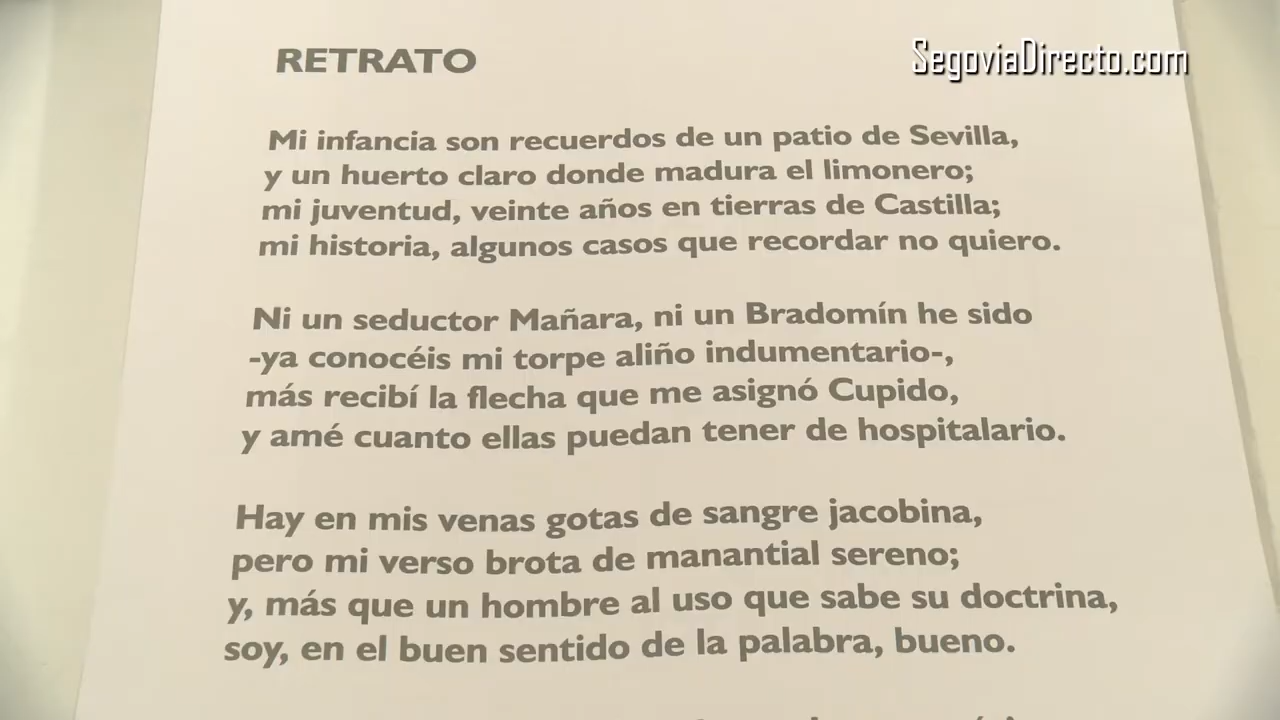 SegoviaDirecto.com
RETRATO
Mi infancia son recuerdos de un patio de Sevilla,
y un huerto claro donde madura el limonero;
mi juventud, veinte años en tierras de Castilla;
mi historia, algunos casos que recordar no quiero.
Ni un seductor Mañara, ni un Bradomín he sido
-ya conocéis mi torpe aliño indumentario-,
más recibí la flecha que me asignó Cupido,
y amé cuanto ellas puedan tener de hospitalario.
Hay en mis venas gotas de sangre jacobina,
pero mi verso brota de manantial sereno;
y, más que un hombre al uso que sabe su doctrina,
soy, en el buen sentido de la palabra, bueno.